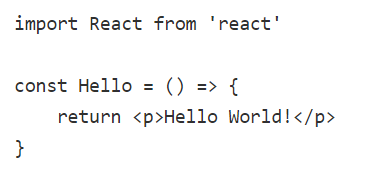 import React from 'react'

const Hello = () => {
    return <p>Hello World!</p>
}